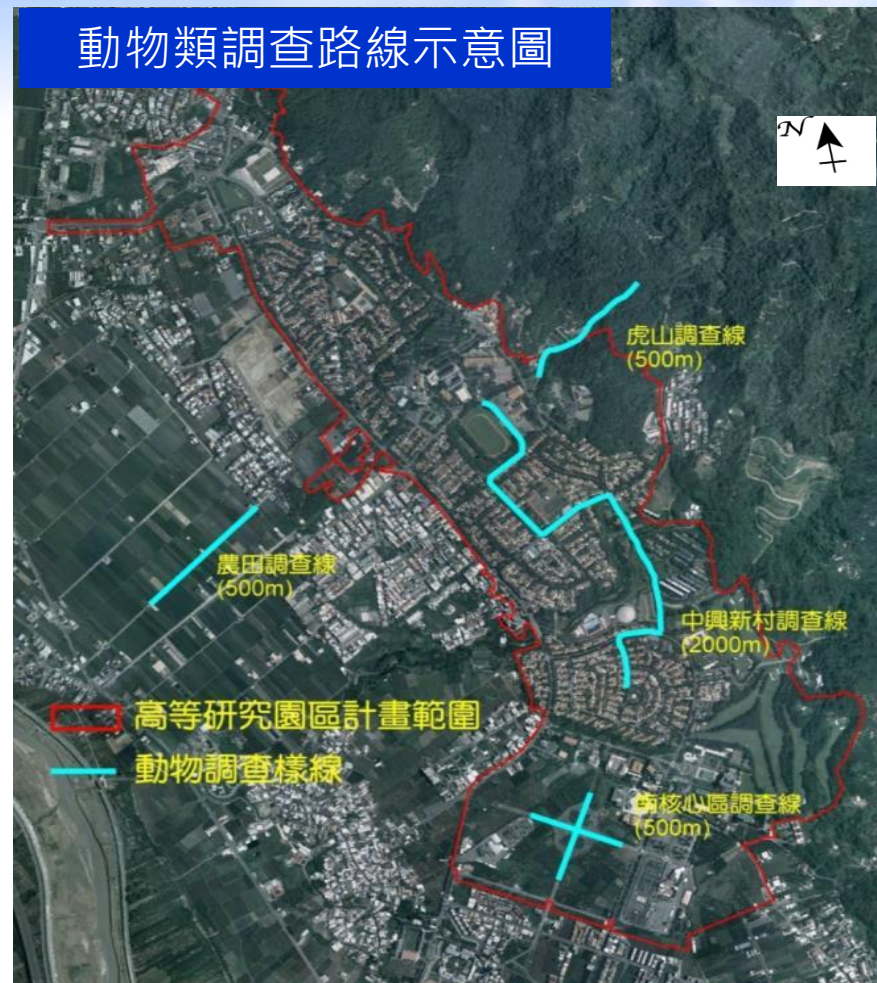 動物類調查路線示意圖
N
虎山調查線
(500m)
農田調查線
(500m)
中興新村調查線
(2000m)
高等研究園區計畫範圍
動物調查樣線
南核心區調查線
(500m)